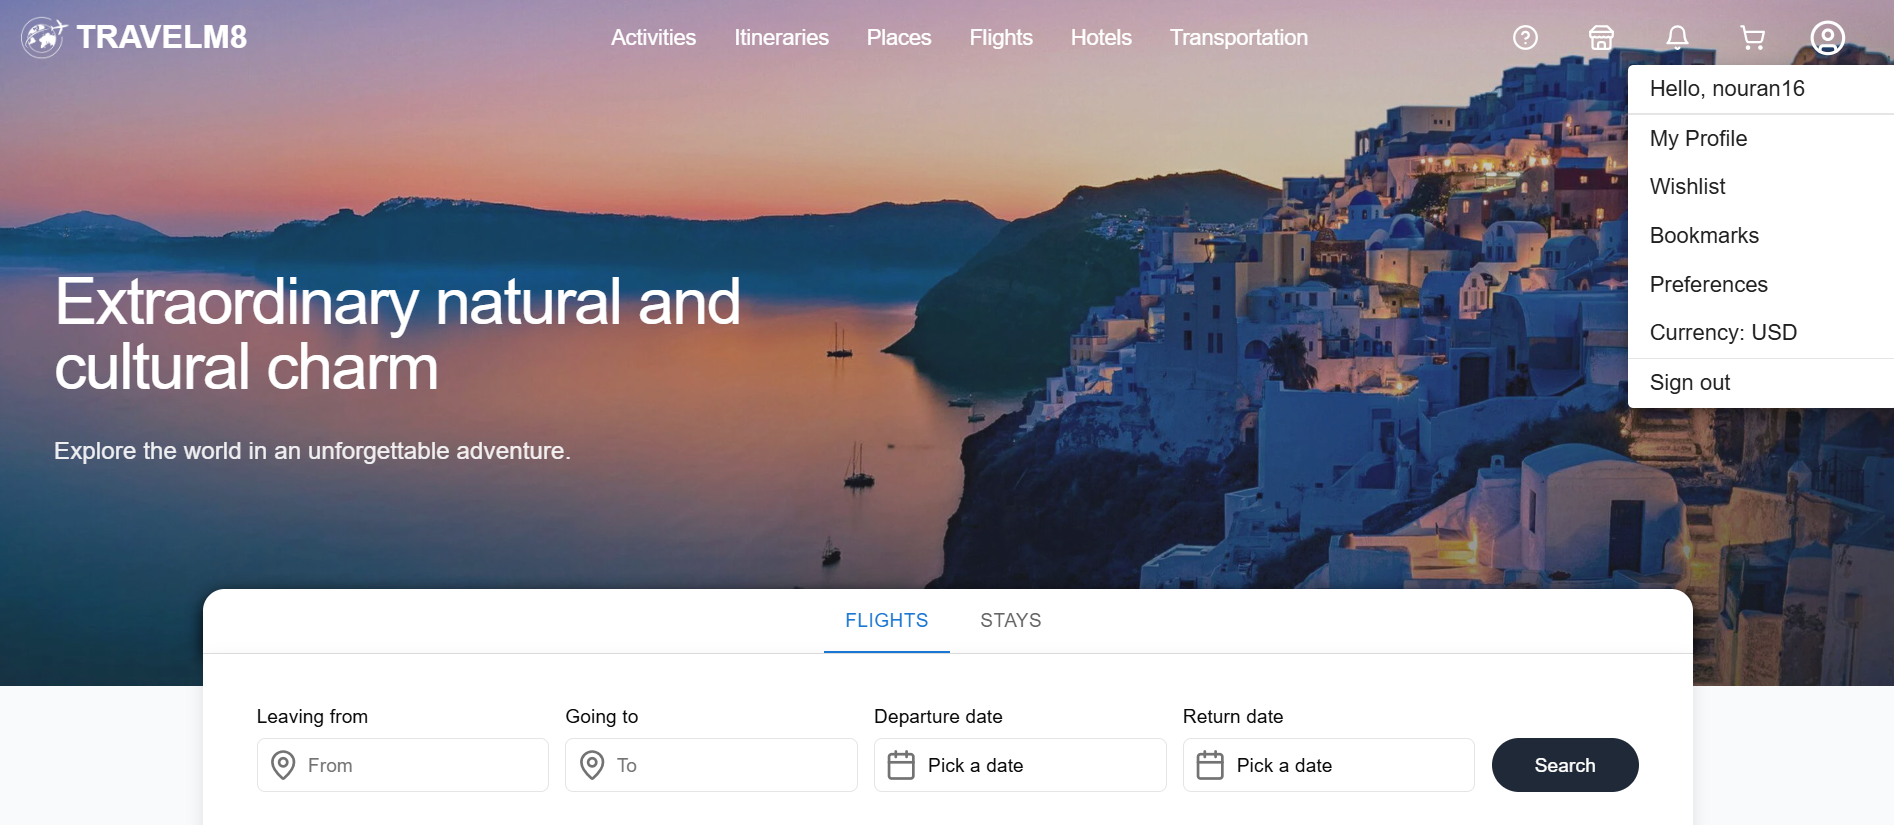 TRAVELM8
Activities Itineraries Places Flights Hotels Transportation
Hello, nouran16
My Profile
Wishlist
Bookmarks
Preferences
Currency: USD
Sign out
Extraordinary natural and
cultural charm
Explore the world in an unforgettable adventure.
FLIGHTS STAYS
Leaving from Going to Departure date Return date
From To Pick a date Pick a date Search